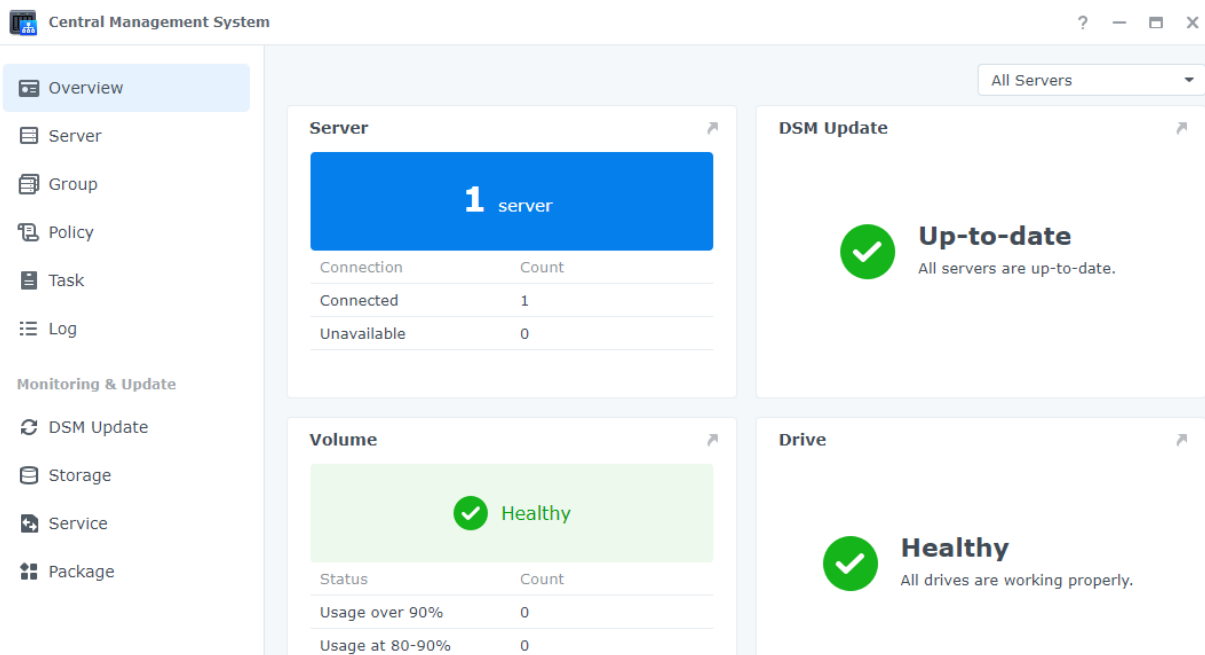 Central Management System
?
Overview
Server
Group
Policy
Task
Log
Monitoring & Update
DSM Update
Storage
Service
Package
All Servers
Server
1 server
Connection Count
Connected 1
Unavailable 0
DSM Update
Up-to-date
All servers are up-to-date.
Volume
Healthy
Status Count
Usage over 90% 0
Usage at 80-90% 0
Drive
Healthy
All drives are working properly.